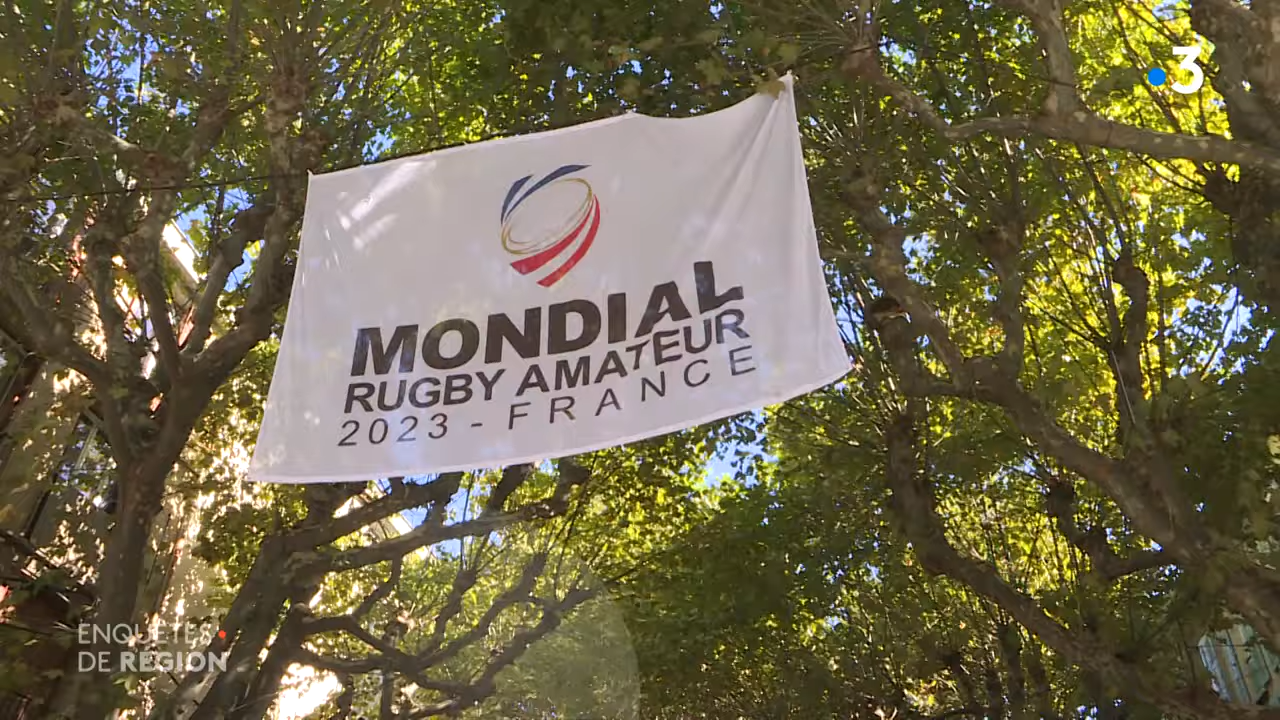 3
MONDIAL
RUGBY AMATEUR
2023 - FRANCE
ENQUÊTES
DE RÉGION